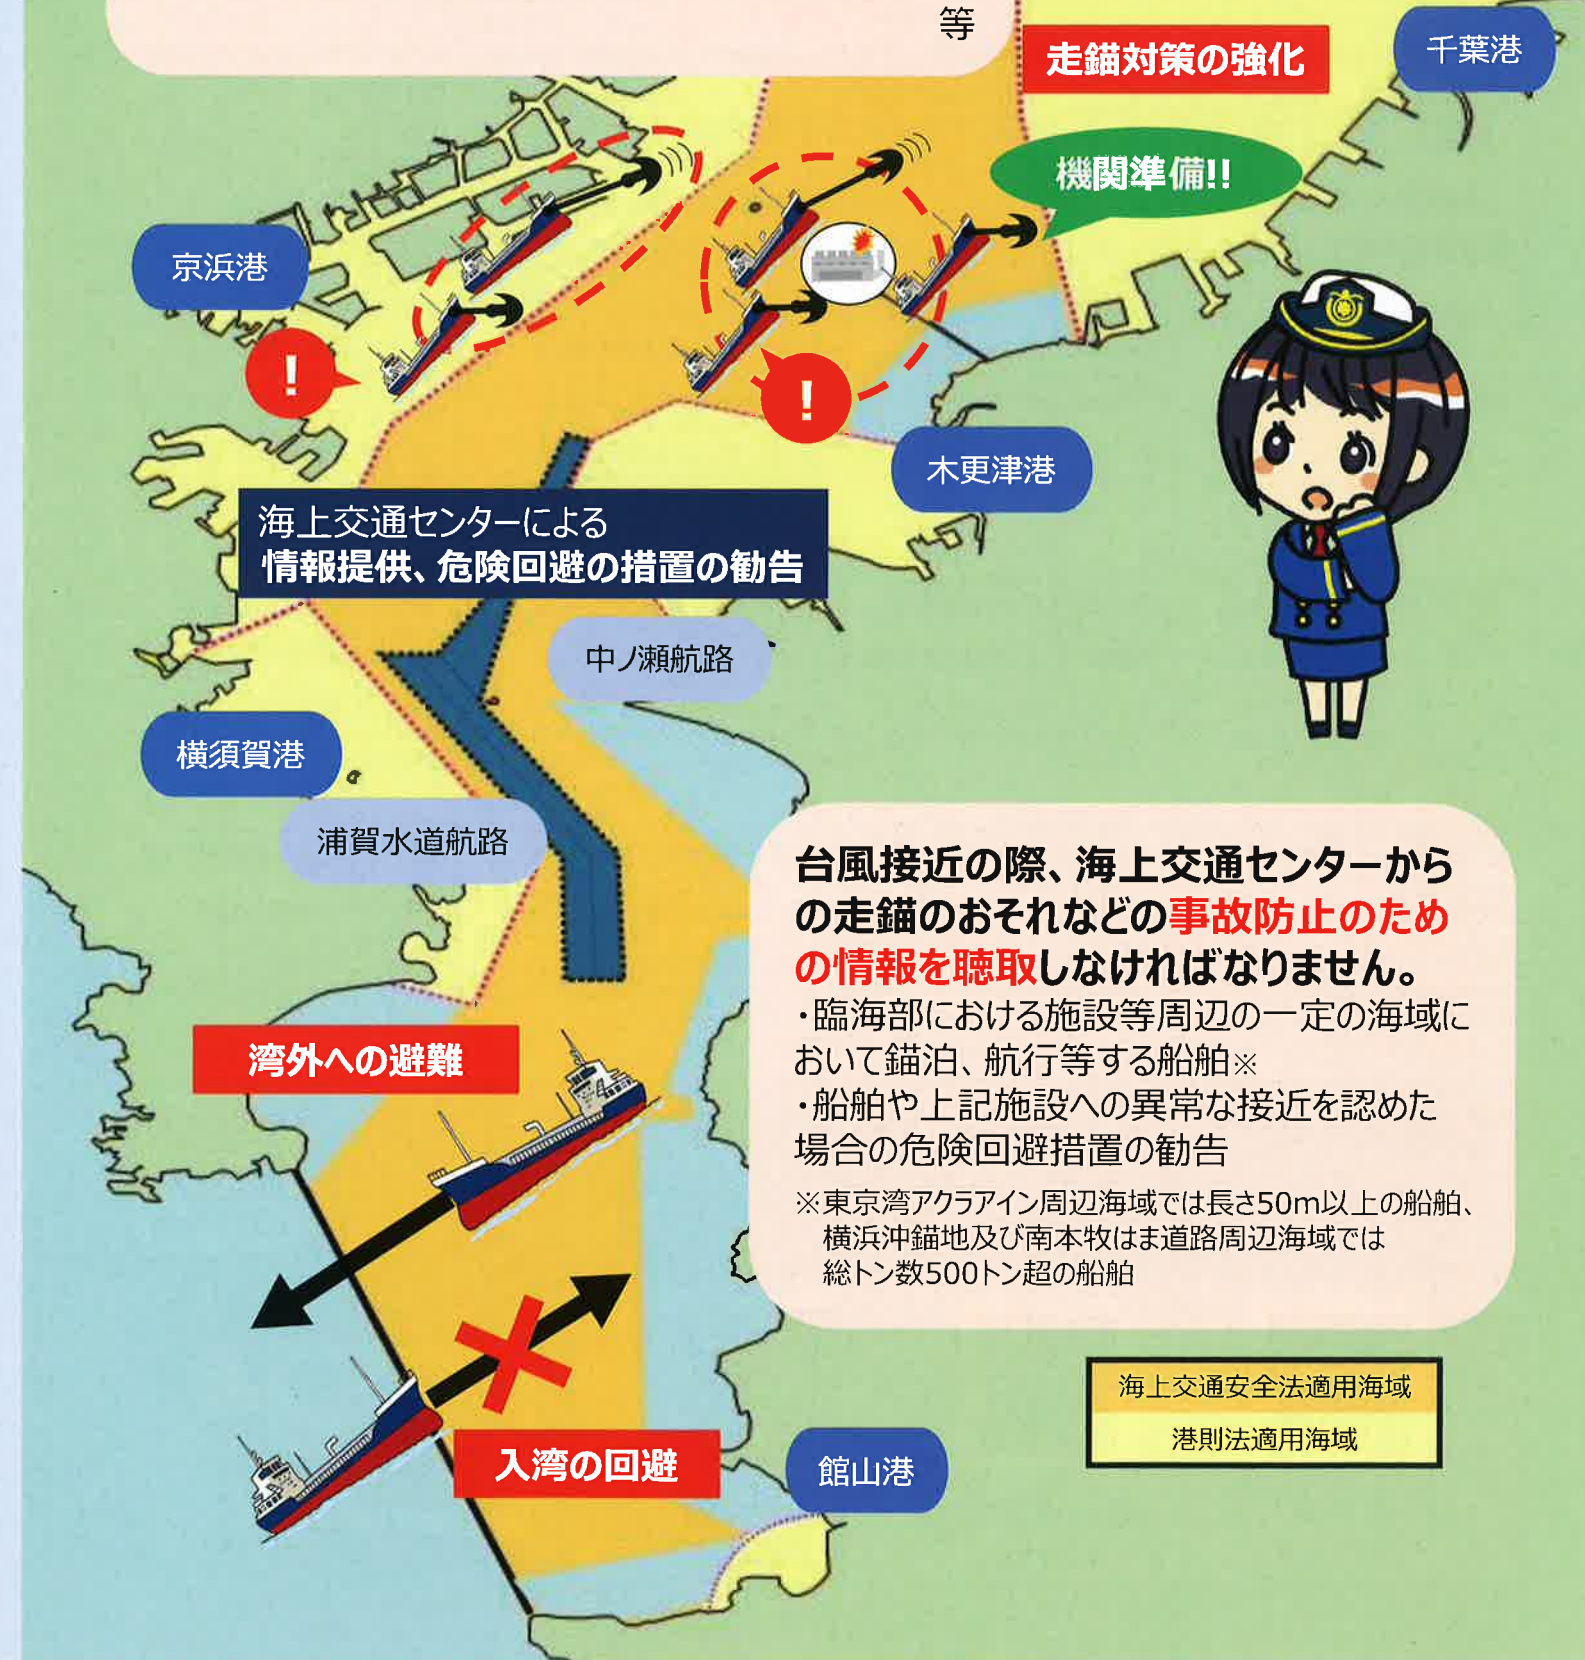 等
走錨対策の強化
千葉港
機関準備!!
京浜港
!
!
木更津港
海上交通センターによる
情報提供、危険回避の措置の勧告
中ノ瀬航路
横須賀港
浦賀水道航路
台風接近の際、海上交通センターから
の走錨のおそれなどの事故防止のため
の情報を聴取しなければなりません。
・臨海部における施設等周辺の一定の海域に
おいて錨泊、航行等する船舶※
・船舶や上記施設への異常な接近を認めた
場合の危険回避措置の勧告
※東京湾アクラアイン周辺海域では長さ50m以上の船舶、
横浜沖錨地及び南本牧はま道路周辺海域では
総トン数500トン超の船舶
湾外への避難
入湾の回避
館山港
海上交通安全法適用海域
港則法適用海域